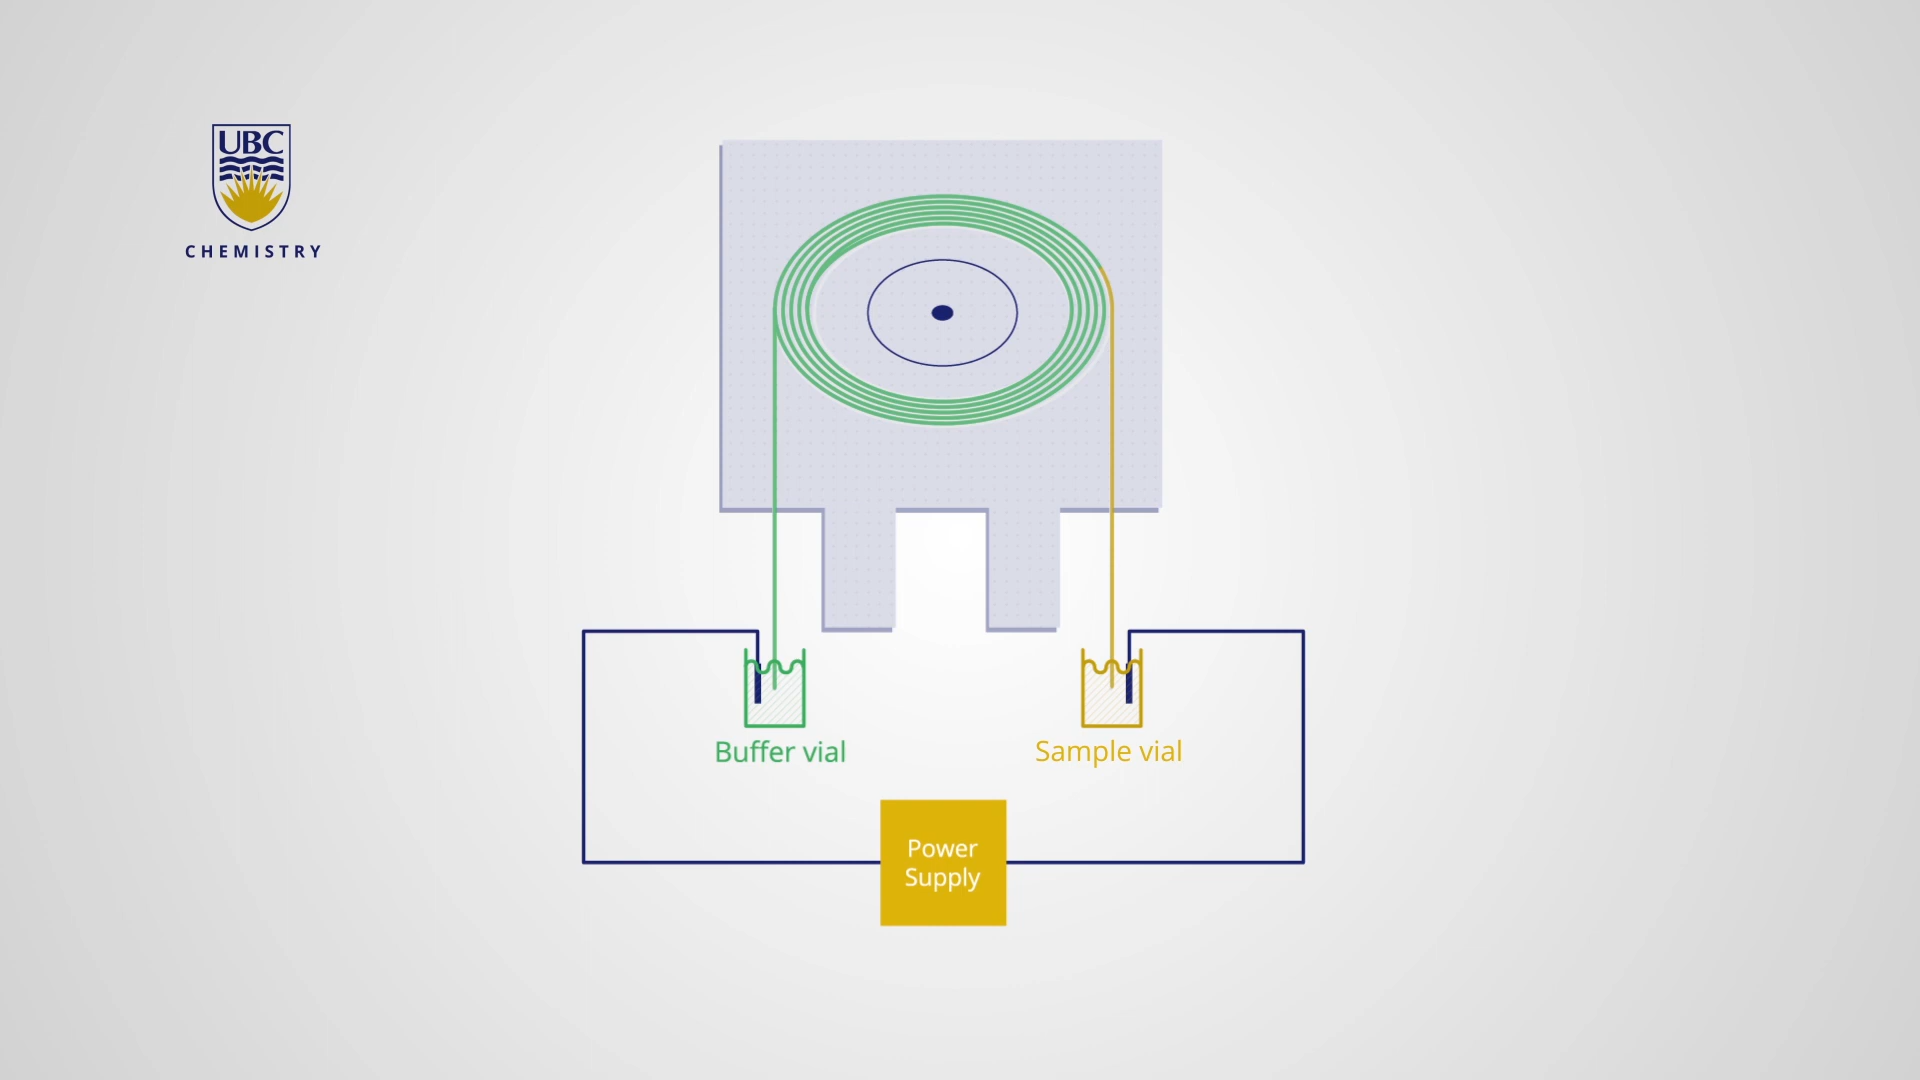 UBC
CHEMISTRY
Buffer vial
Sample vial
Power
Supply